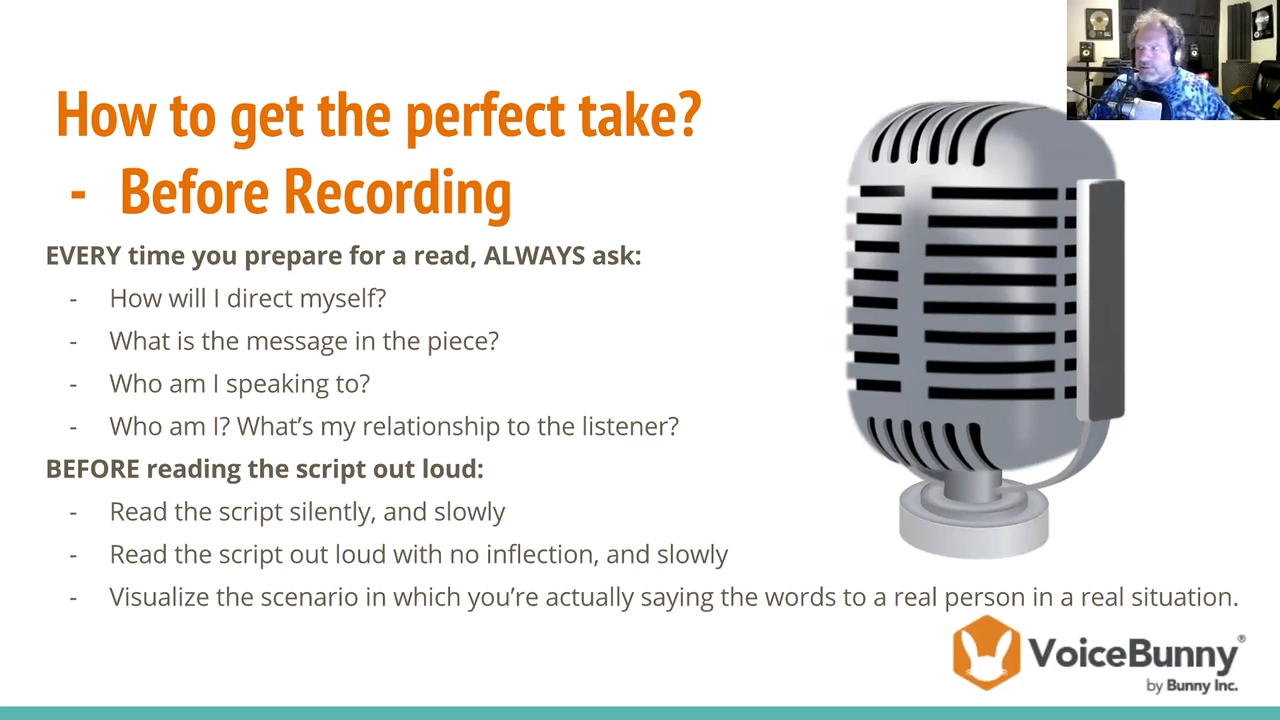 How to get the perfect take?
- Before Recording
EVERY time you prepare for a read, ALWAYS ask:
- How will I direct myself?
- What is the message in the piece?
- Who am I speaking to?
- Who am I? What’s my relationship to the listener?
BEFORE reading the script out loud:
- Read the script silently, and slowly
- Read the script out loud with no inflection, and slowly
- Visualize the scenario in which you’re actually saying the words to a real person in a real situation.
VoiceBunny®
by Bunny Inc.